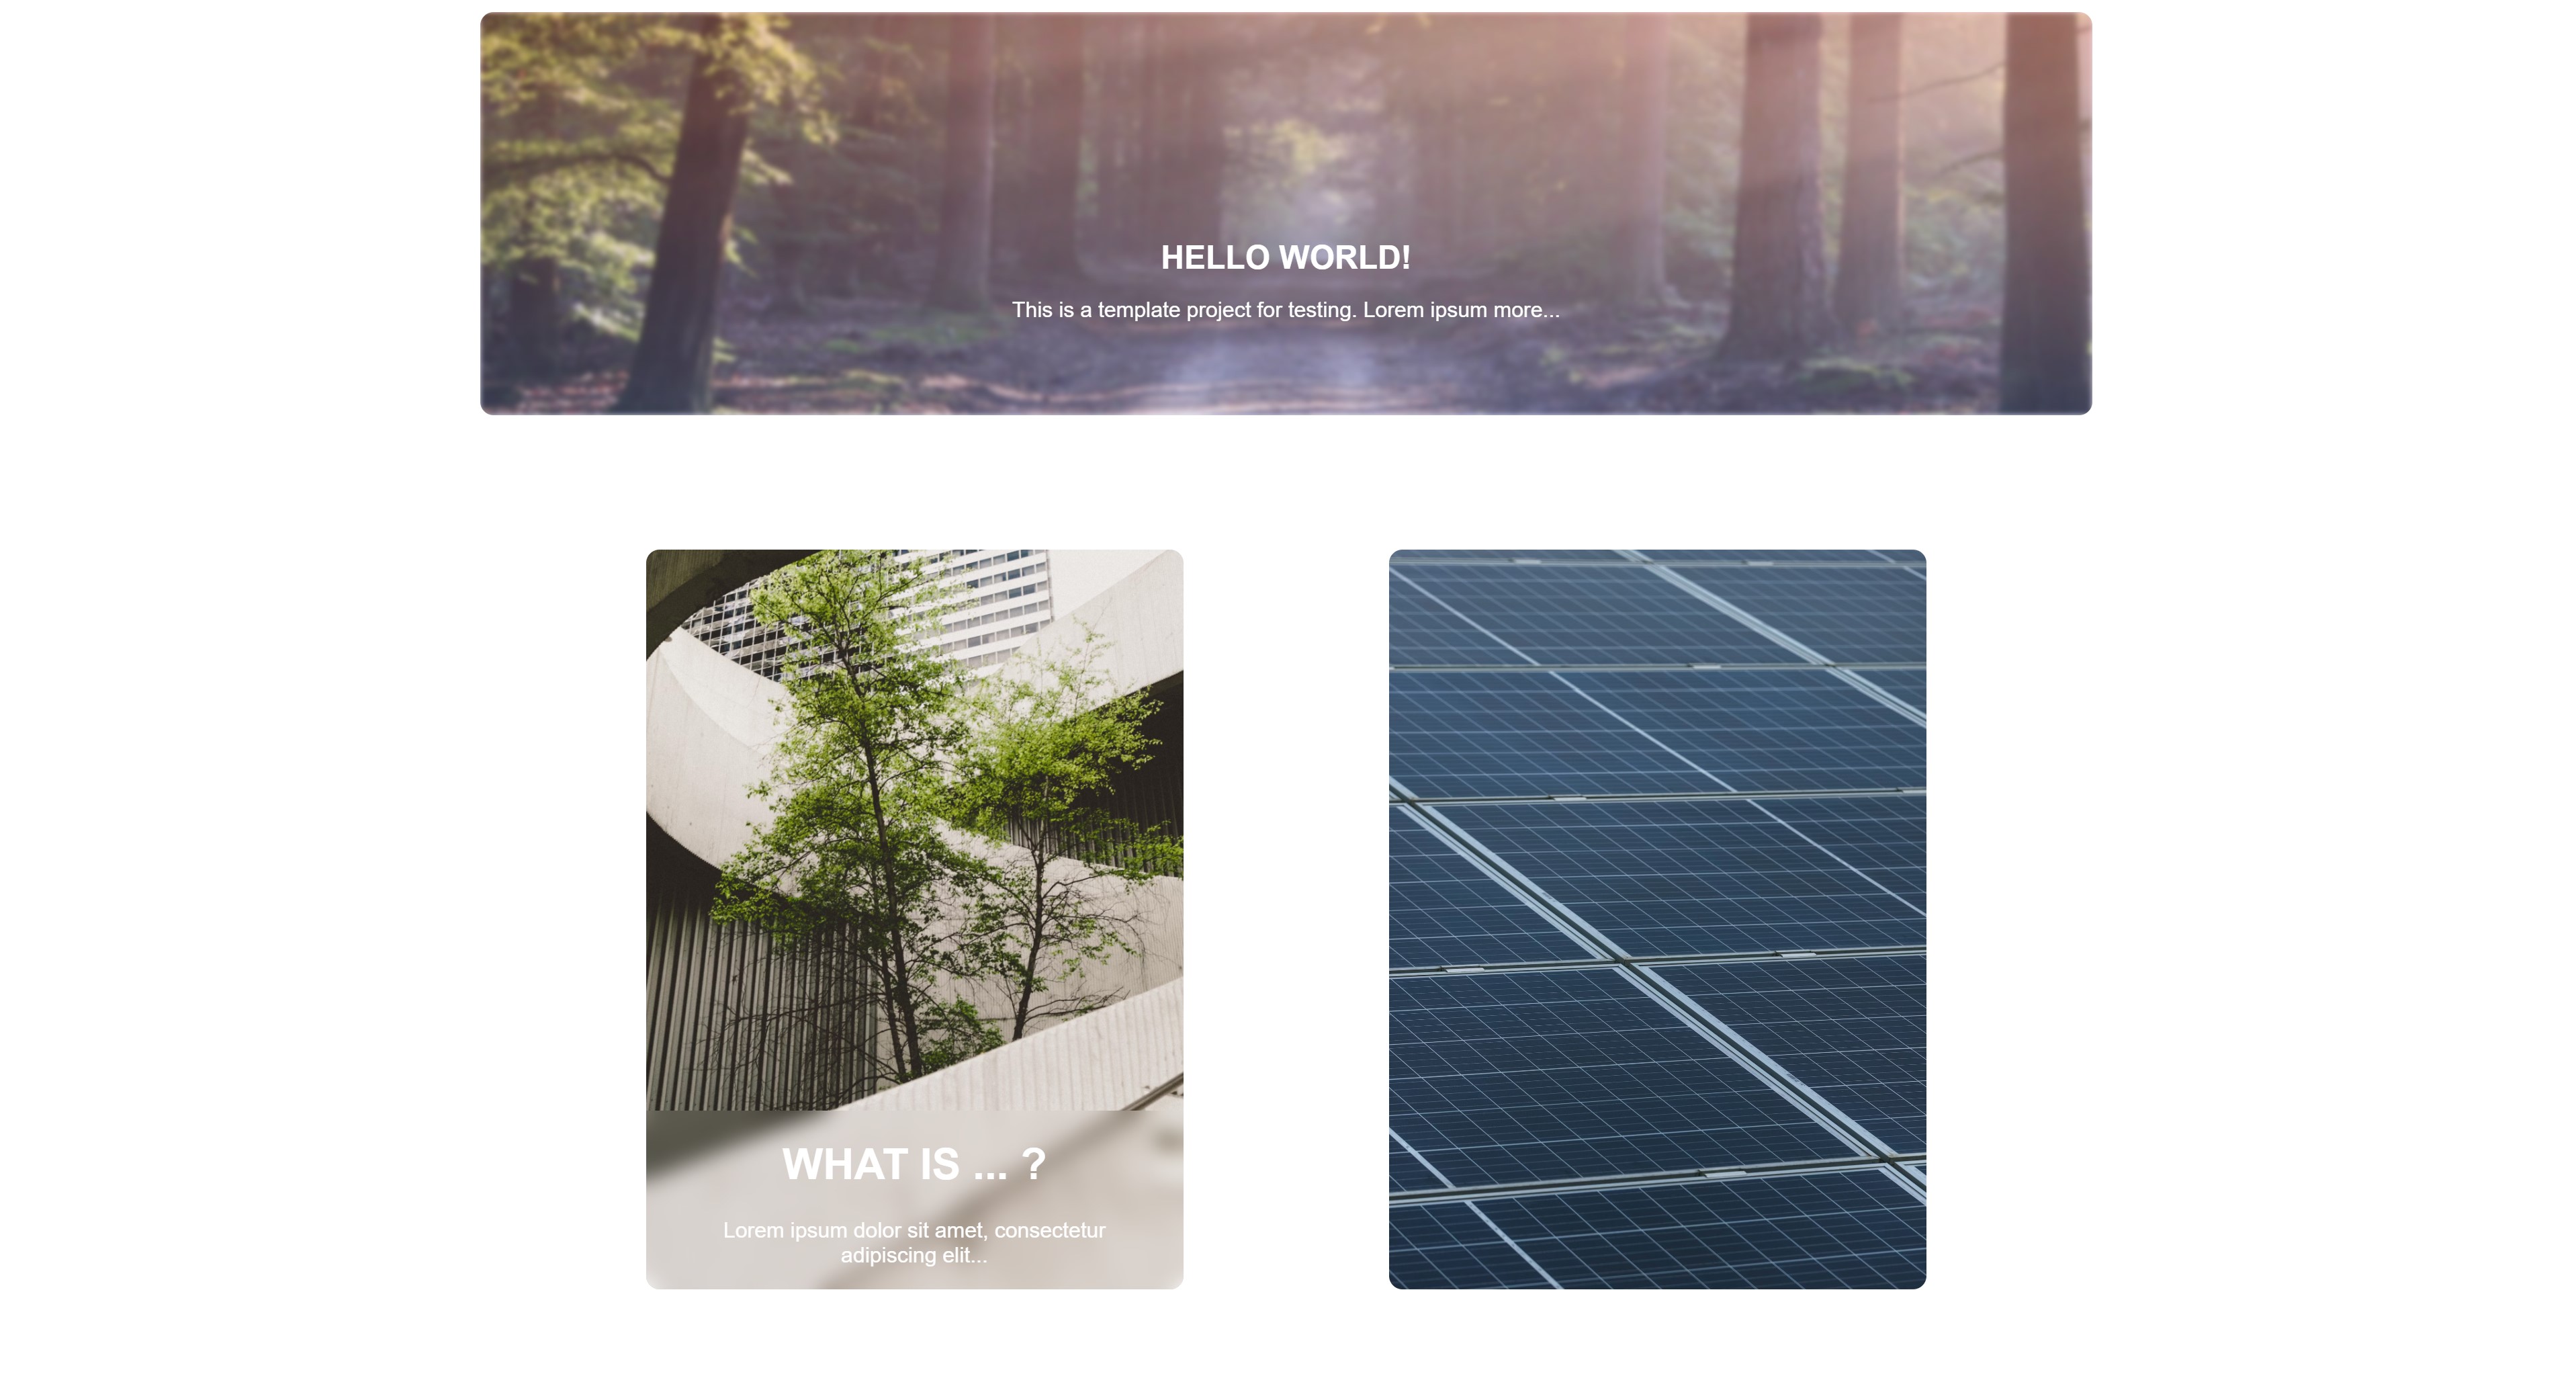 HELLO WORLD!
This is a template project for testing. Lorem ipsum more...
WHAT IS ... ?
Lorem ipsum dolor sit amet, consectetur
adipiscing elit...